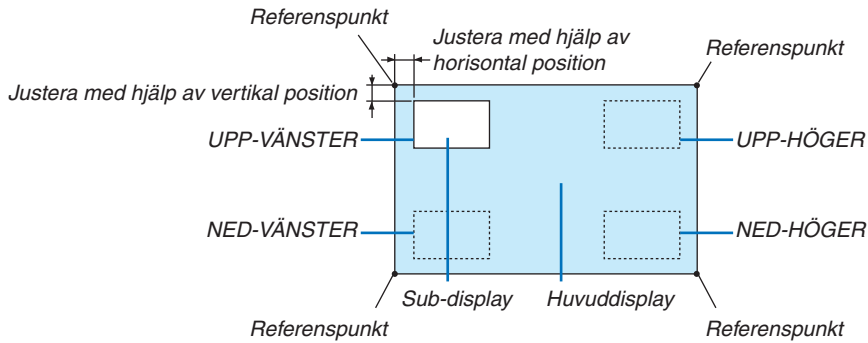 Referenspunkt
Justera med hjälp av
horisontal position
Referenspunkt
Justera med hjälp av vertikal position
UPP-VÄNSTER
UPP-HÖGER
NED-VÄNSTER
NED-HÖGER
Sub-display
Huvuddisplay
Referenspunkt
Referenspunkt